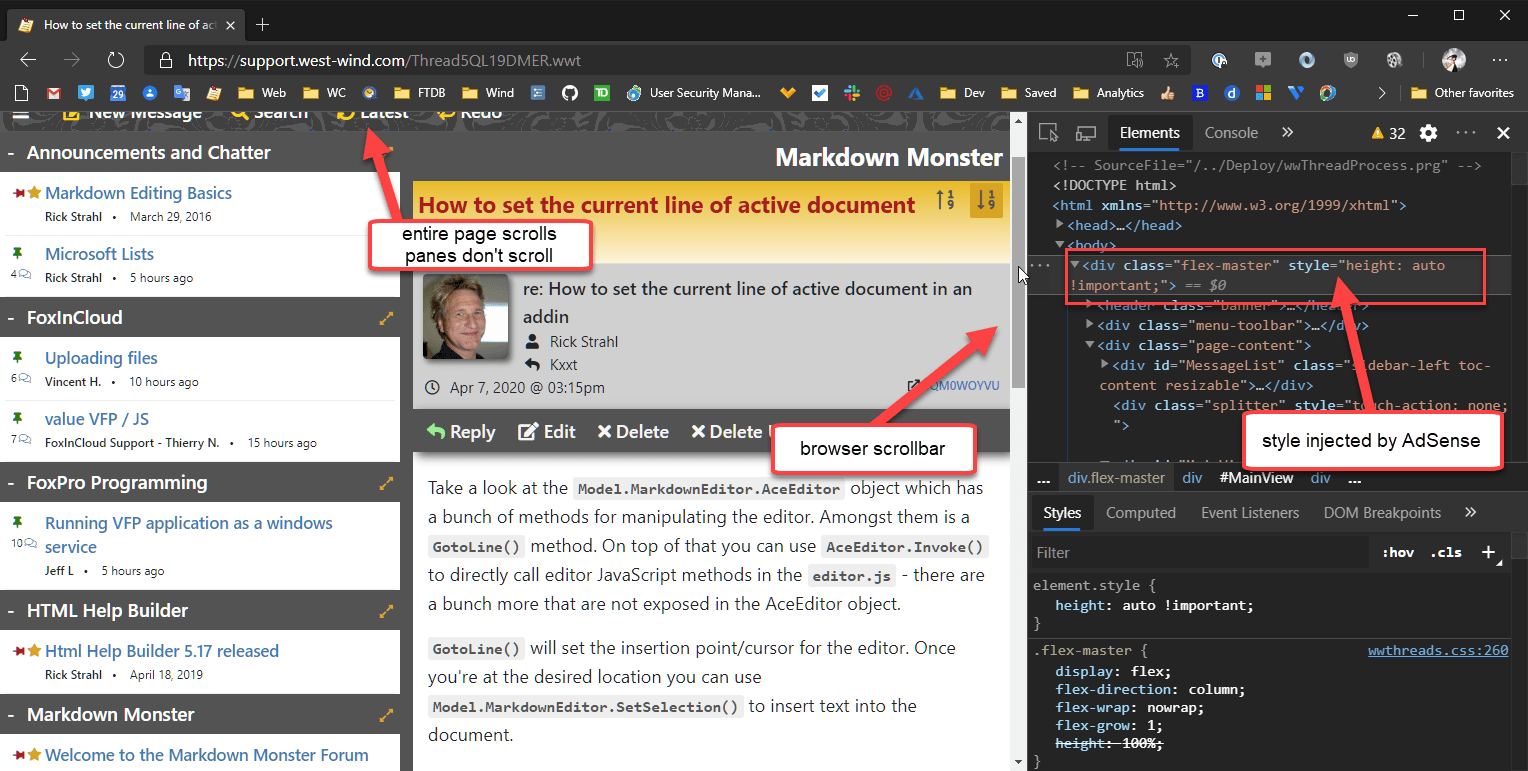 How to set the current line of act
https://support.west-wind.com/Thread5QL19DMER.wwt
29
Web
WC
FTDB
Wind
TD
User Security Mana...
Dev
Saved
Analytics
B
d
Other favorites
New Message
Search
Latest
Redo
- Announcements and Chatter
Markdown Editing Basics
Rick Strahl • March 29, 2016
Microsoft Lists
4 Rick Strahl • 5 hours ago
- FoxInCloud
Uploading files
6 Vincent H. • 10 hours ago
value VFP / JS
7 FoxInCloud Support - Thierry N. • 15 hours ago
- FoxPro Programming
Running VFP application as a windows
service
10
Jeff L • 5 hours ago
- HTML Help Builder
Html Help Builder 5.17 released
Rick Strahl • April 18, 2019
- Markdown Monster
Welcome to the Markdown Monster Forum
Markdown Monster
How to set the current line of active document
entire page scrolls
panes don't scroll
re: How to set the current line of active document in an
addin
Rick Strahl
Kxxt
Apr 7, 2020 @ 03:15pm
QM0WOYVU
Reply Edit Delete Delete
browser scrollbar
Take a look at the Model.MarkdownEditor.AceEditor object which has
a bunch of methods for manipulating the editor. Amongst them is a
GotoLine() method. On top of that you can use AceEditor.Invoke()
to directly call editor JavaScript methods in the editor.js - there are
a bunch more that are not exposed in the AceEditor object.
GotoLine() will set the insertion point/cursor for the editor. Once
you're at the desired location you can use
Model.MarkdownEditor.SetSelection() to insert text into the
document.
Elements Console » 32
<!-- SourceFile="/../Deploy/wwThreadProcess.prg" -->
<!DOCTYPE html>
<html xmlns="http://www.w3.org/1999/xhtml">
<head>…</head>
<body>
<div class="flex-master" style="height: auto
!important;"> == $0
<header class="banner">…</header>
<div class="menu-toolbar">…</div>
<div class="page-content">
<div id="MessageList" class="sidebar-left toc-
content resizable">…</div>
<div class="splitter" style="touch-action: none;
">
style injected by AdSense
... div.flex-master div #MainView div ...
Styles Computed Event Listeners DOM Breakpoints »
Filter :hov .cls +
element.style {
height: auto !important;
}
.flex-master { wwthreads.css:260
display: flex;
flex-direction: column;
flex-wrap: nowrap;
flex-grow: 1;
height: 100%;
}